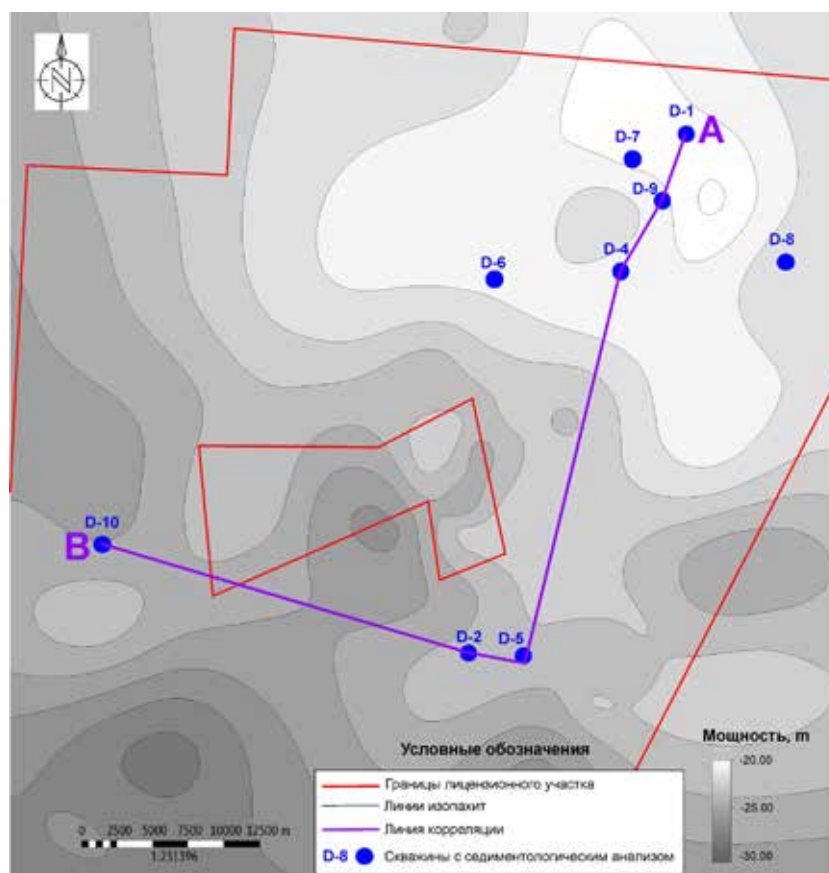 N
D-1
A
D-7
D-9
D-8
D-4
D-6
D-10
B
D-2
D-5
Условные обозначения
Мощность, m
-20.00
-25.00
-30.00
Границы лицензионного участка
Линии изопахит
Линия корреляции
D-8 Скважины с седиментологическим анализом
0 2500 5000 7500 10000 12500 m